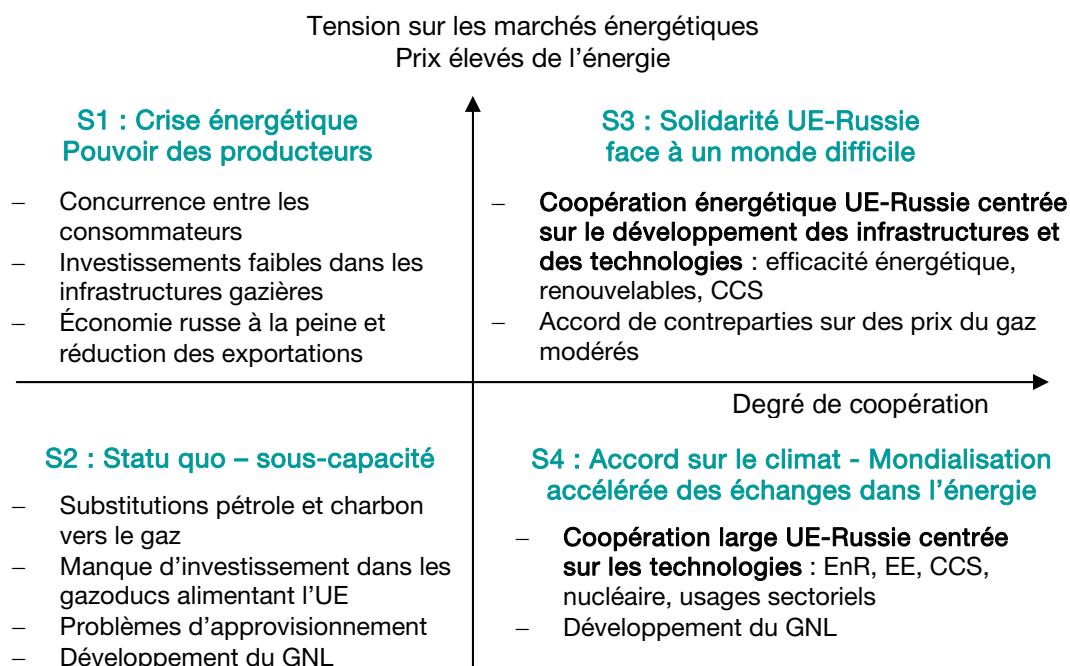 Tension sur les marchés énergétiques
Prix élevés de l’énergie
S1 : Crise énergétique
Pouvoir des producteurs
– Concurrence entre les
consommateurs
– Investissements faibles dans les
infrastructures gazières
– Économie russe à la peine et
réduction des exportations
S3 : Solidarité UE-Russie
face à un monde difficile
– Coopération énergétique UE-Russie centrée
sur le développement des infrastructures et
des technologies : efficacité énergétique,
renouvelables, CCS
– Accord de contreparties sur des prix du gaz
modérés
Degré de coopération
S2 : Statu quo – sous-capacité
– Substitutions pétrole et charbon
vers le gaz
– Manque d’investissement dans les
gazoducs alimentant l’UE
– Problèmes d’approvisionnement
– Développement du GNL
S4 : Accord sur le climat - Mondialisation
accélérée des échanges dans l’énergie
– Coopération large UE-Russie centrée
sur les technologies : EnR, EE, CCS,
nucléaire, usages sectoriels
– Développement du GNL